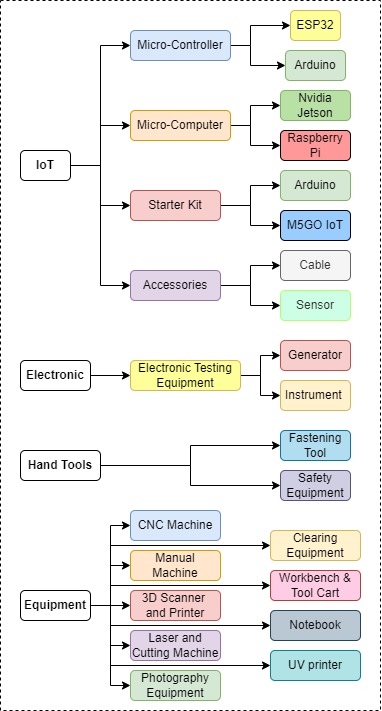 ESP32
Micro-Controller
Arduino
Nvidia
Jetson
Micro-Computer
Raspberry
Pi
IoT
Arduino
Starter Kit
M5GO IoT
Cable
Accessories
Sensor
Generator
Electronic
Electronic Testing
Equipment
Instrument
Fastening
Tool
Hand Tools
Safety
Equipment
CNC Machine
Clearing
Equipment
Manual
Machine
Workbench &
Tool Cart
Equipment
3D Scanner
and Printer
Notebook
Laser and
Cutting Machine
UV printer
Photography
Equipment